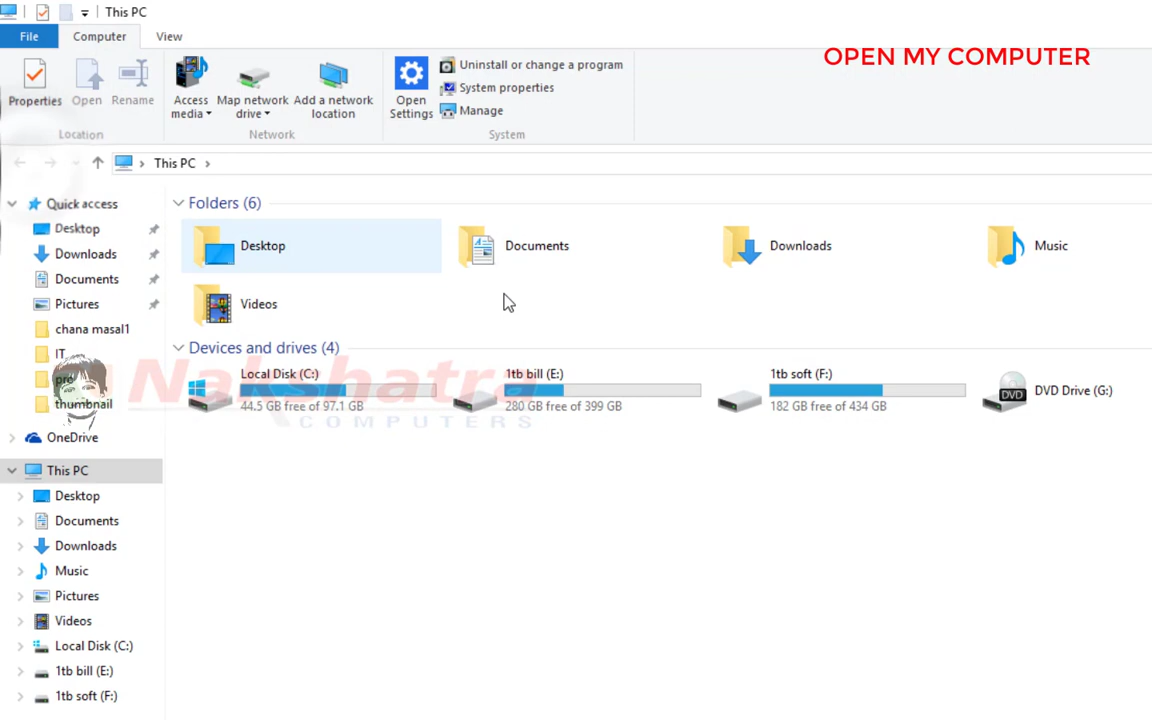 This PC
File Computer View
OPEN MY COMPUTER
Properties Open Rename Access media Map network drive Add a network location Open Settings Uninstall or change a program
System properties
Manage
Location Network System
This PC
Quick access
Desktop
Downloads
Documents
Pictures
chana masal1
IT
thumbnail
OneDrive
This PC
Desktop
Documents
Downloads
Music
Pictures
Videos
Local Disk (C:)
1tb bill (E:)
1tb soft (F:)
Folders (6)
Desktop Documents Downloads Music
Videos
Devices and drives (4)
Local Disk (C:) 1tb bill (E:) 1tb soft (F:) DVD Drive (G:)
44.5 GB free of 97.1 GB 280 GB free of 399 GB 182 GB free of 434 GB
DVD
Nakshatra
COMPUTERS